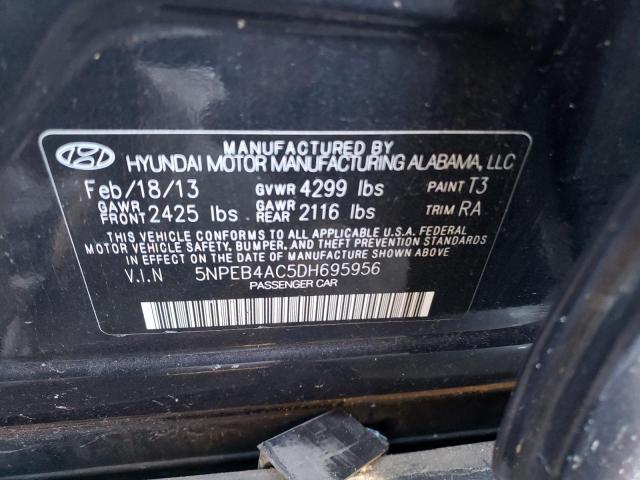 MANUFACTURED BY
HYUNDAI MOTOR MANUFACTURING ALABAMA, LLC
Feb/18/13 GVWR 4299 lbs PAINT T3
GAWR FRONT 2425 lbs GAWR REAR 2116 lbs TRIM RA
THIS VEHICLE CONFORMS TO ALL APPLICABLE U.S.A. FEDERAL
MOTOR VEHICLE SAFETY, BUMPER, AND THEFT PREVENTION
STANDARDS IN EFFECT ON THE DATE OF MANUFACTURE SHOWN ABOVE
V.I.N 5NPEB4AC5DH695956
PASSENGER CAR